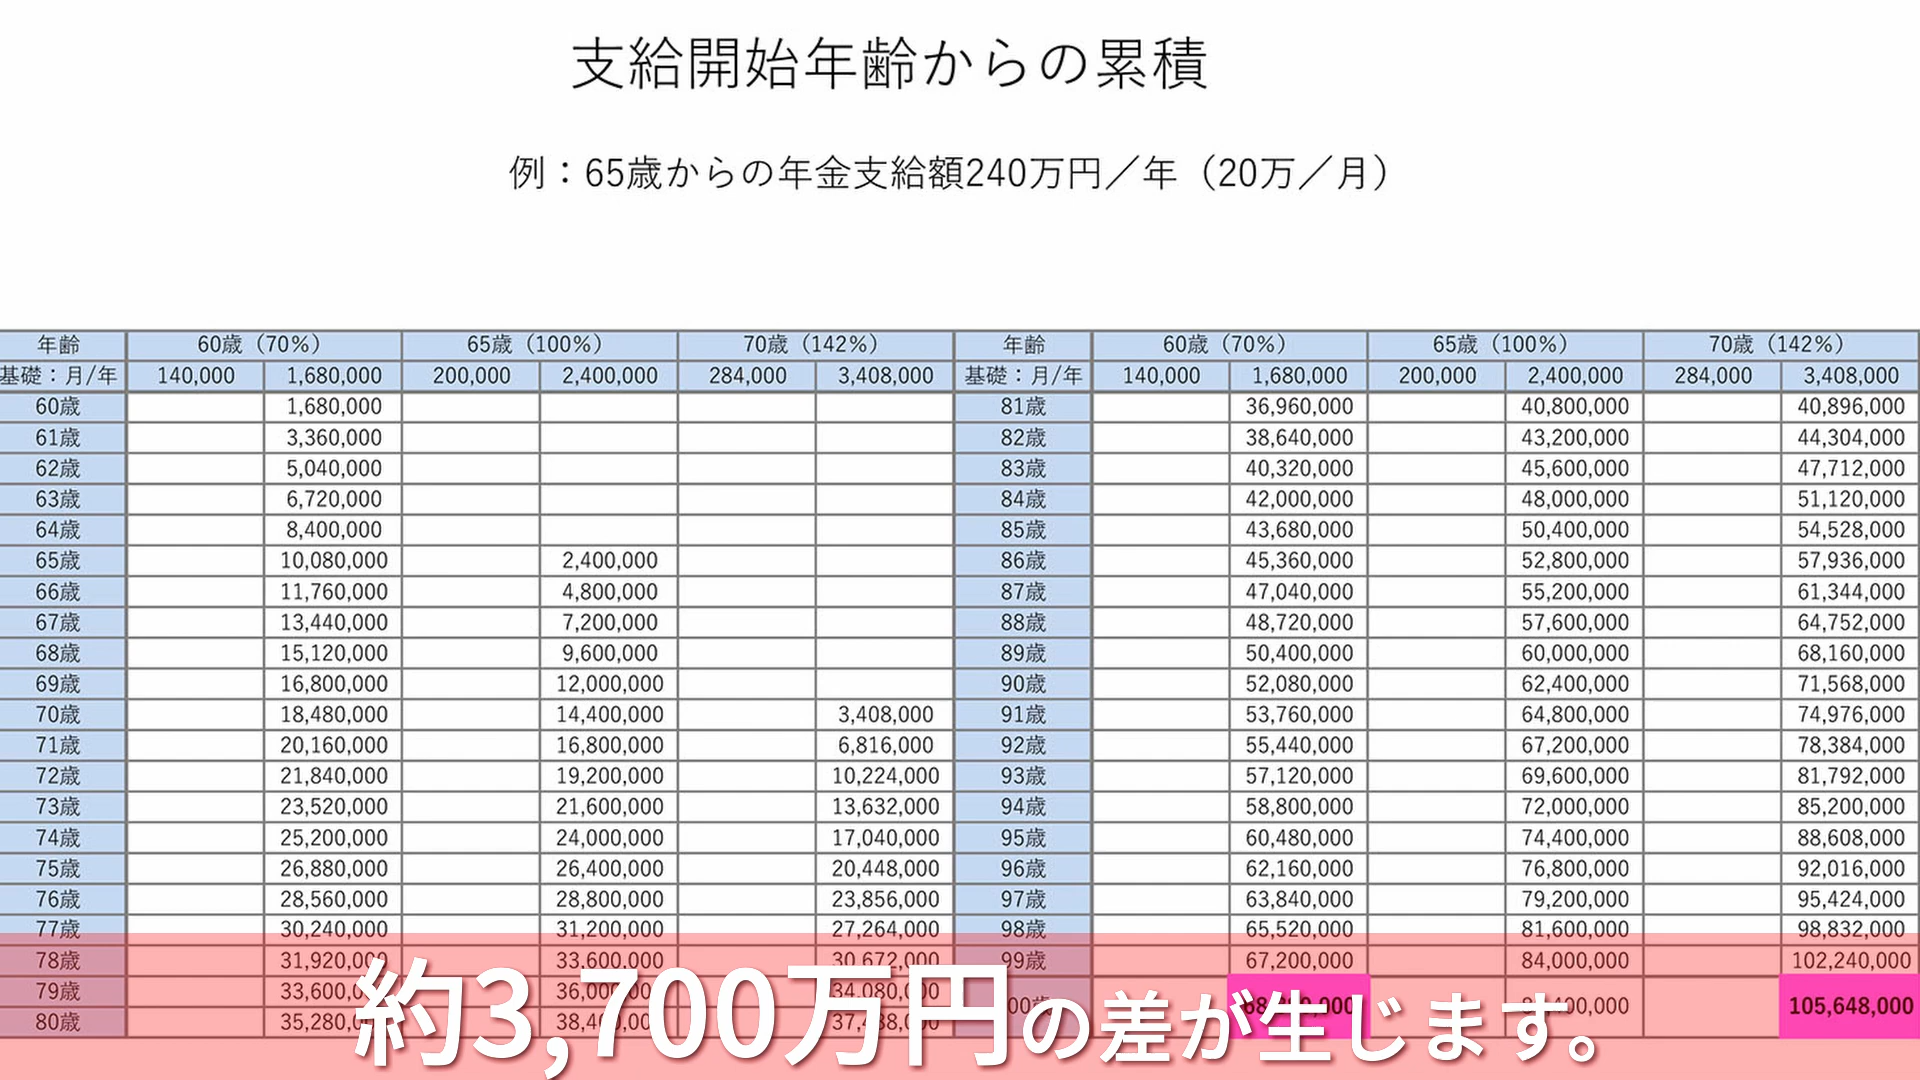 支給開始年齢からの累積
例：65歳からの年金支給額240万円／年（20万／月）
年齢 60歳（70%） 65歳（100%） 70歳（142%） 年齢 60歳（70%） 65歳（100%） 70歳（142%）
基礎：月/年 140,000 1,680,000 200,000 2,400,000 284,000 3,408,000 基礎：月/年 140,000 1,680,000 200,000 2,400,000 284,000 3,408,000
60歳 1,680,000 81歳 36,960,000 40,800,000 40,896,000
61歳 3,360,000 82歳 38,640,000 43,200,000 44,304,000
62歳 5,040,000 83歳 40,320,000 45,600,000 47,712,000
63歳 6,720,000 84歳 42,000,000 48,000,000 51,120,000
64歳 8,400,000 85歳 43,680,000 50,400,000 54,528,000
65歳 10,080,000 2,400,000 86歳 45,360,000 52,800,000 57,936,000
66歳 11,760,000 4,800,000 87歳 47,040,000 55,200,000 61,344,000
67歳 13,440,000 7,200,000 88歳 48,720,000 57,600,000 64,752,000
68歳 15,120,000 9,600,000 89歳 50,400,000 60,000,000 68,160,000
69歳 16,800,000 12,000,000 90歳 52,080,000 62,400,000 71,568,000
70歳 18,480,000 14,400,000 3,408,000 91歳 53,760,000 64,800,000 74,976,000
71歳 20,160,000 16,800,000 6,816,000 92歳 55,440,000 67,200,000 78,384,000
72歳 21,840,000 19,200,000 10,224,000 93歳 57,120,000 69,600,000 81,792,000
73歳 23,520,000 21,600,000 13,632,000 94歳 58,800,000 72,000,000 85,200,000
74歳 25,200,000 24,000,000 17,040,000 95歳 60,480,000 74,400,000 88,608,000
75歳 26,880,000 26,400,000 20,448,000 96歳 62,160,000 76,800,000 92,016,000
76歳 28,560,000 28,800,000 23,856,000 97歳 63,840,000 79,200,000 95,424,000
77歳 30,240,000 31,200,000 27,264,000 98歳 65,520,000 81,600,000 98,832,000
78歳 31,920,000 33,600,000 30,672,000 99歳 67,200,000 84,000,000 102,240,000
79歳 105,648,000
80歳
約3,700万円の差が生じます。